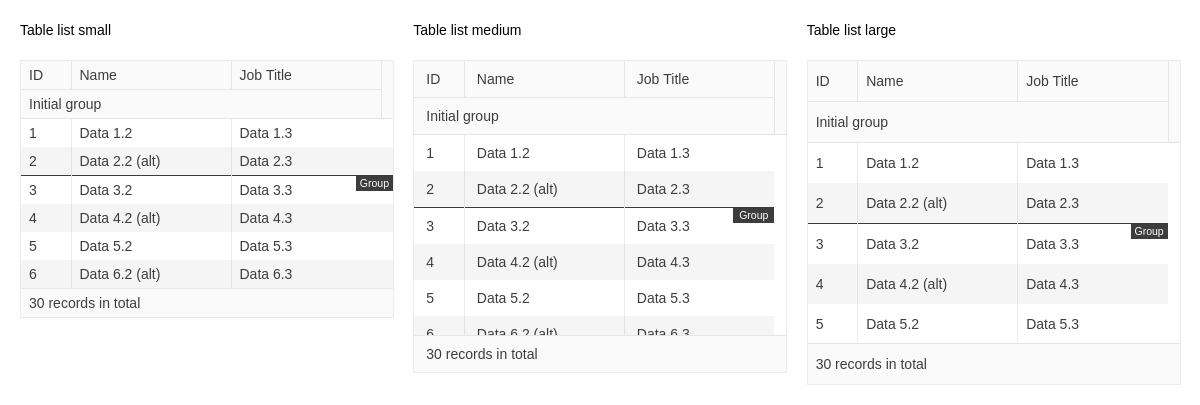 Table list small
ID Name Job Title
Initial group
1 Data 1.2 Data 1.3
2 Data 2.2 (alt) Data 2.3
Group
3 Data 3.2 Data 3.3
4 Data 4.2 (alt) Data 4.3
5 Data 5.2 Data 5.3
6 Data 6.2 (alt) Data 6.3
30 records in total
Table list medium
ID Name Job Title
Initial group
1 Data 1.2 Data 1.3
2 Data 2.2 (alt) Data 2.3
Group
3 Data 3.2 Data 3.3
4 Data 4.2 (alt) Data 4.3
5 Data 5.2 Data 5.3
6 Data 6.2 (alt) Data 6.3
30 records in total
Table list large
ID Name Job Title
Initial group
1 Data 1.2 Data 1.3
2 Data 2.2 (alt) Data 2.3
Group
3 Data 3.2 Data 3.3
4 Data 4.2 (alt) Data 4.3
5 Data 5.2 Data 5.3
30 records in total